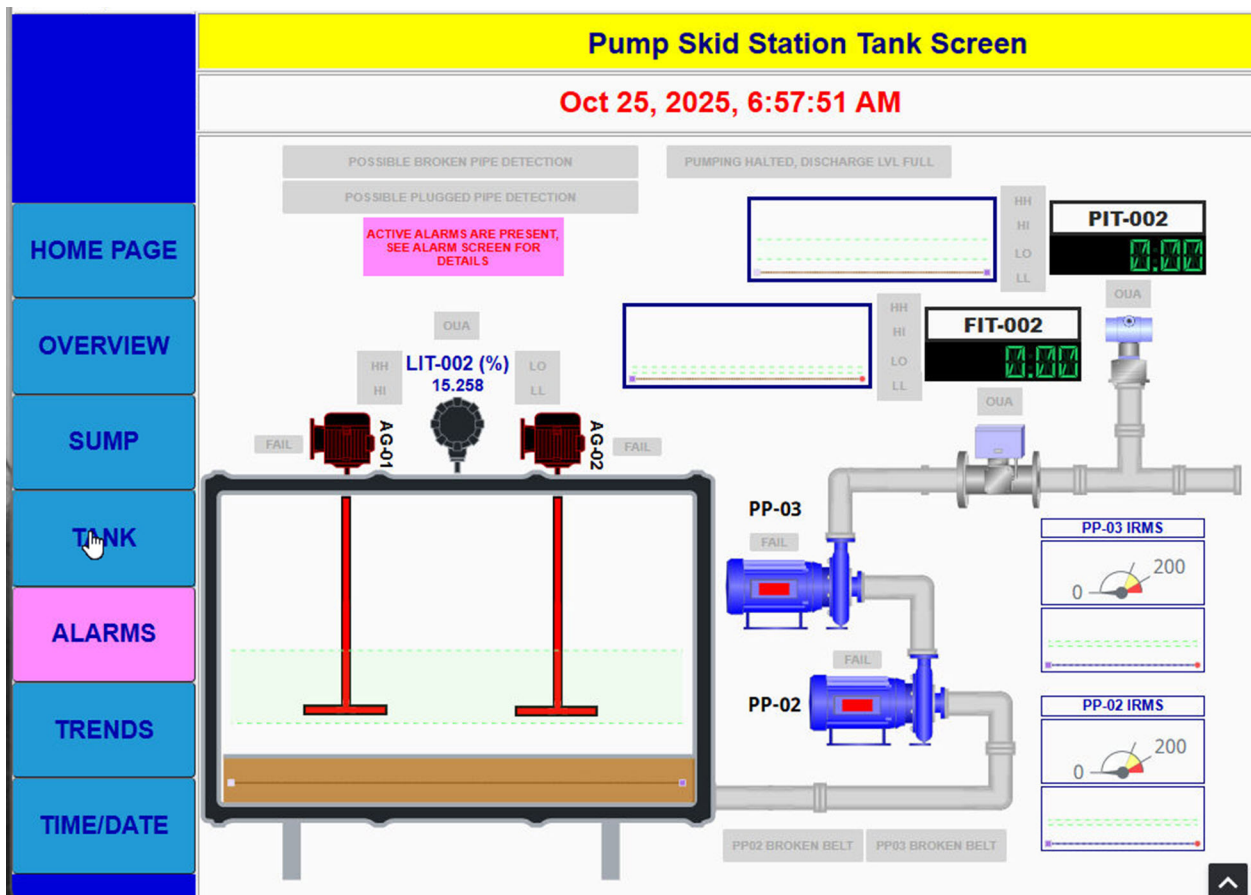 Pump Skid Station Tank Screen
Oct 25, 2025, 6:57:51 AM
HOME PAGE
OVERVIEW
SUMP
TANK
ALARMS
TRENDS
TIME/DATE
POSSIBLE BROKEN PIPE DETECTION
PUMPING HALTED, DISCHARGE LVL FULL
POSSIBLE PLUGGED PIPE DETECTION
ACTIVE ALARMS ARE PRESENT,
SEE ALARM SCREEN FOR
DETAILS
HH
HI
LO
LL
PIT-002
0.00
OUA
HH
HI
LO
LL
FIT-002
0.00
OUA
OUA
HH
HI
LIT-002 (%)
15.258
LO
LL
FAIL
AG-01
AG-02
FAIL
PP-03
FAIL
PP-03 IRMS
0
200
FAIL
PP-02
PP-02 IRMS
0
200
PP02 BROKEN BELT
PP03 BROKEN BELT